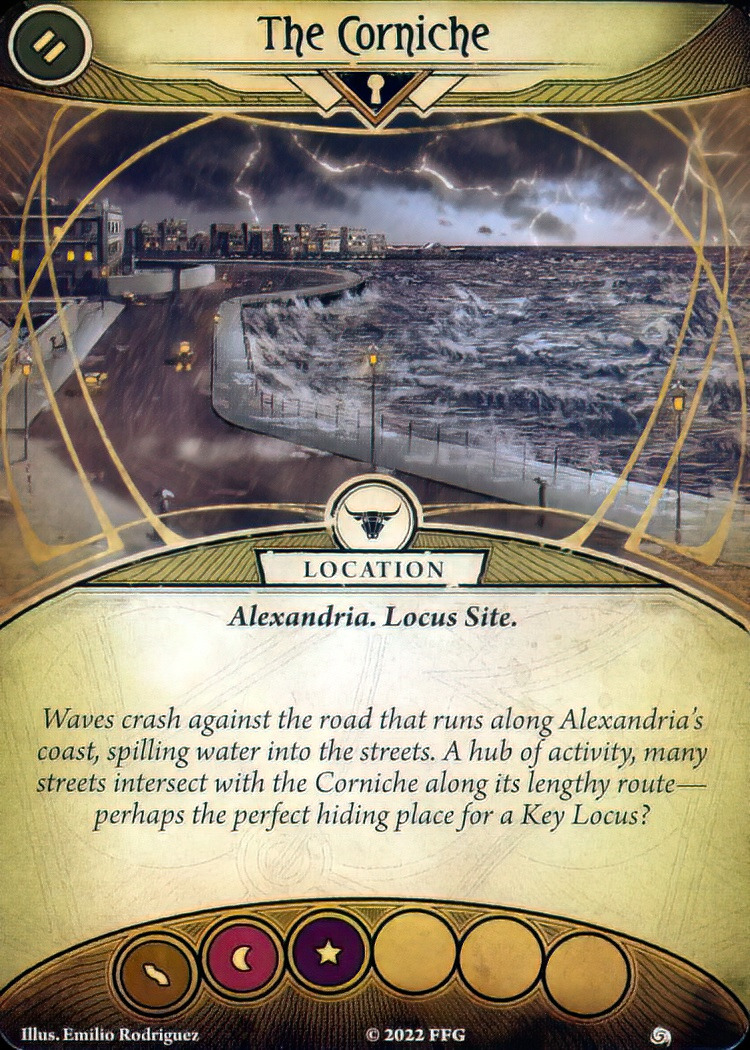 The Corniche
LOCATION
Alexandria. Locus Site.
Waves crash against the road that runs along Alexandria's
coast, spilling water into the streets. A hub of activity, many
streets intersect with the Corniche along its lengthy route—
perhaps the perfect hiding place for a Key Locus?
Illus. Emilio Rodriguez © 2022 FFG